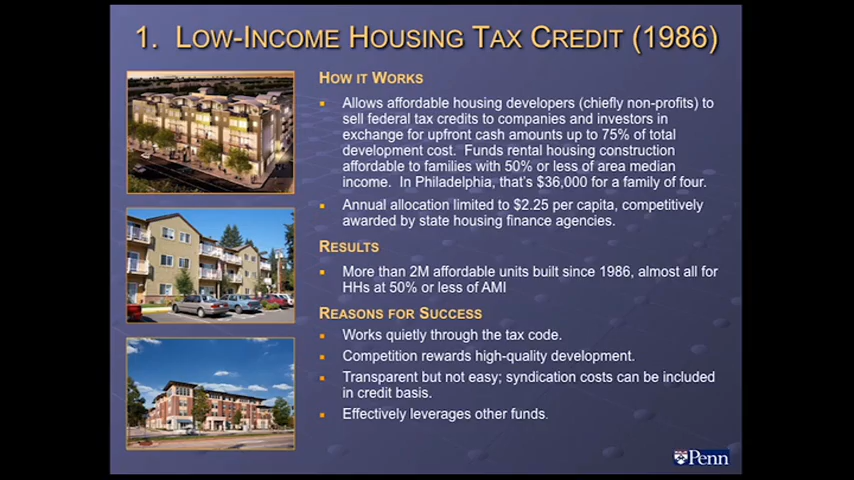 1. LOW-INCOME HOUSING TAX CREDIT (1986)
HOW IT WORKS
Allows affordable housing developers (chiefly non-profits) to
sell federal tax credits to companies and investors in
exchange for upfront cash amounts up to 75% of total
development cost. Funds rental housing construction
affordable to families with 50% or less of area median
income. In Philadelphia, that's $36,000 for a family of four.
Annual allocation limited to $2.25 per capita, competitively
awarded by state housing finance agencies.
RESULTS
More than 2M affordable units built since 1986, almost all for
HHs at 50% or less of AMI
REASONS FOR SUCCESS
Works quietly through the tax code.
Competition rewards high-quality development.
Transparent but not easy; syndication costs can be included
in credit basis.
Effectively leverages other funds.
Penn